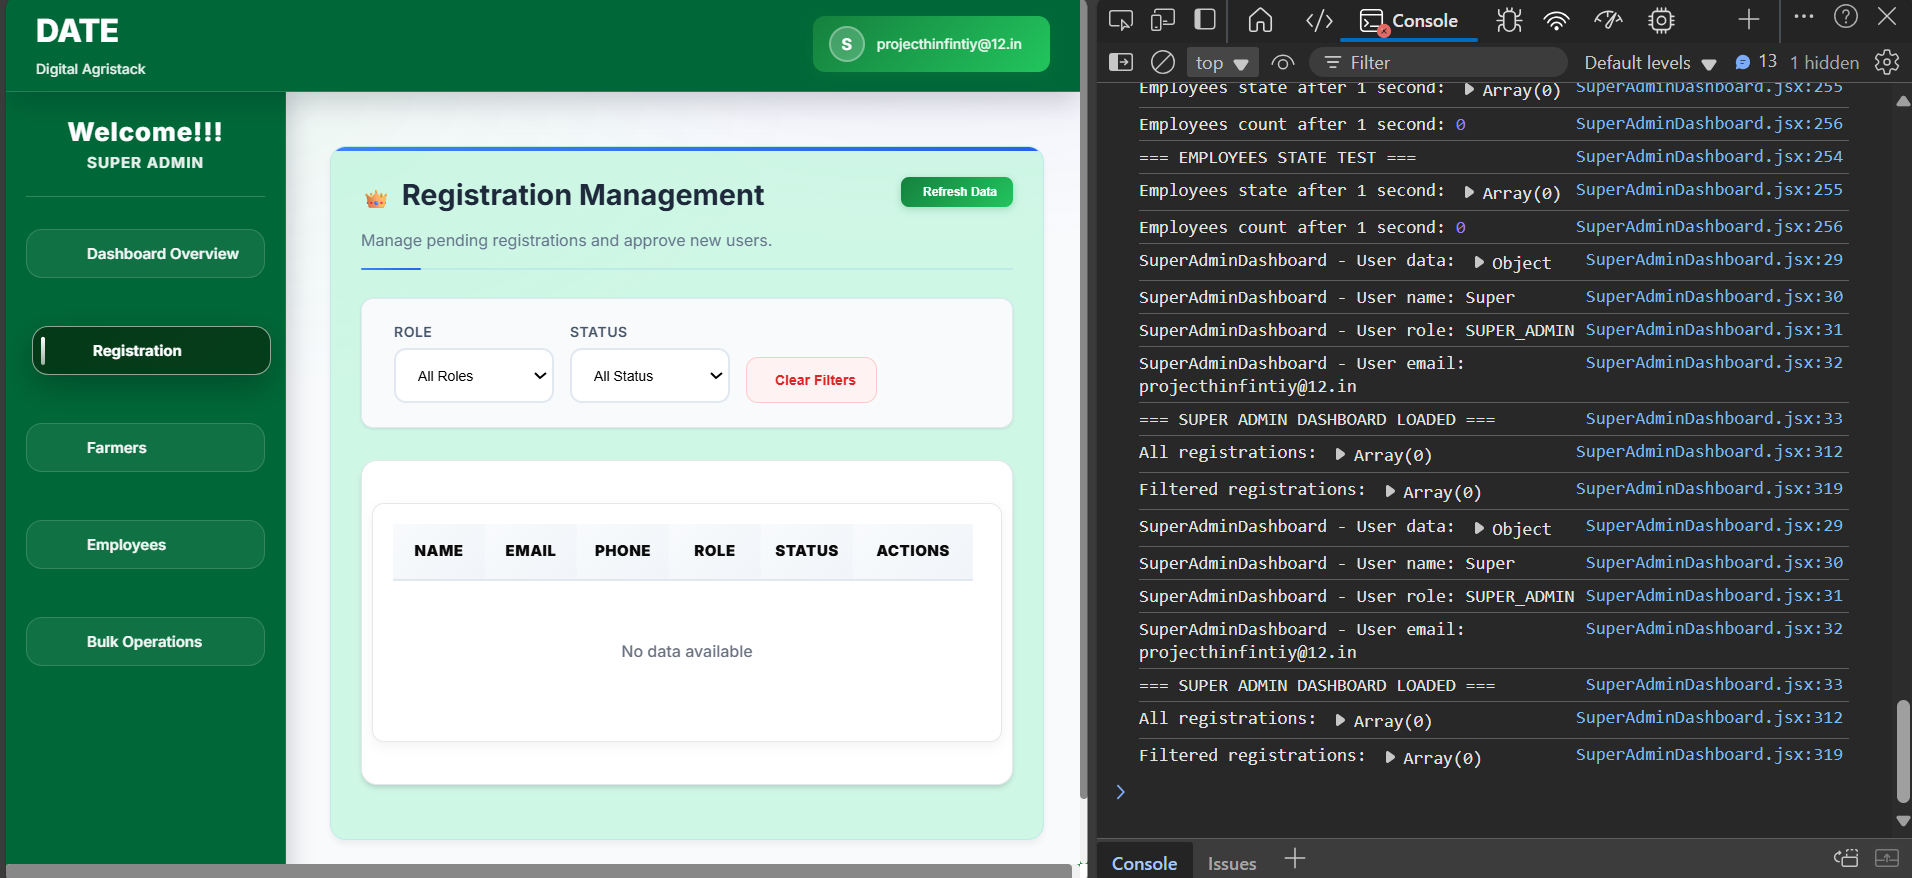 DATE
Digital Agristack
S
projecthinfintiy@12.in
Welcome!!!
SUPER ADMIN
Dashboard Overview
Registration
Farmers
Employees
Bulk Operations
Registration Management
Refresh Data
Manage pending registrations and approve new users.
ROLE
STATUS
All Roles
All Status
Clear Filters
NAME EMAIL PHONE ROLE STATUS ACTIONS
No data available
Console
top
Filter
Default levels
13
1 hidden
Employees state after 1 second: Array(0) SuperAdminDashboard.jsx:255
Employees count after 1 second: 0 SuperAdminDashboard.jsx:256
=== EMPLOYEES STATE TEST === SuperAdminDashboard.jsx:254
Employees state after 1 second: Array(0) SuperAdminDashboard.jsx:255
Employees count after 1 second: 0 SuperAdminDashboard.jsx:256
SuperAdminDashboard - User data: Object SuperAdminDashboard.jsx:29
SuperAdminDashboard - User name: Super SuperAdminDashboard.jsx:30
SuperAdminDashboard - User role: SUPER_ADMIN SuperAdminDashboard.jsx:31
SuperAdminDashboard - User email: SuperAdminDashboard.jsx:32
projecthinfintiy@12.in
=== SUPER ADMIN DASHBOARD LOADED === SuperAdminDashboard.jsx:33
All registrations: Array(0) SuperAdminDashboard.jsx:312
Filtered registrations: Array(0) SuperAdminDashboard.jsx:319
SuperAdminDashboard - User data: Object SuperAdminDashboard.jsx:29
SuperAdminDashboard - User name: Super SuperAdminDashboard.jsx:30
SuperAdminDashboard - User role: SUPER_ADMIN SuperAdminDashboard.jsx:31
SuperAdminDashboard - User email: SuperAdminDashboard.jsx:32
projecthinfintiy@12.in
=== SUPER ADMIN DASHBOARD LOADED === SuperAdminDashboard.jsx:33
All registrations: Array(0) SuperAdminDashboard.jsx:312
Filtered registrations: Array(0) SuperAdminDashboard.jsx:319
Console
Issues